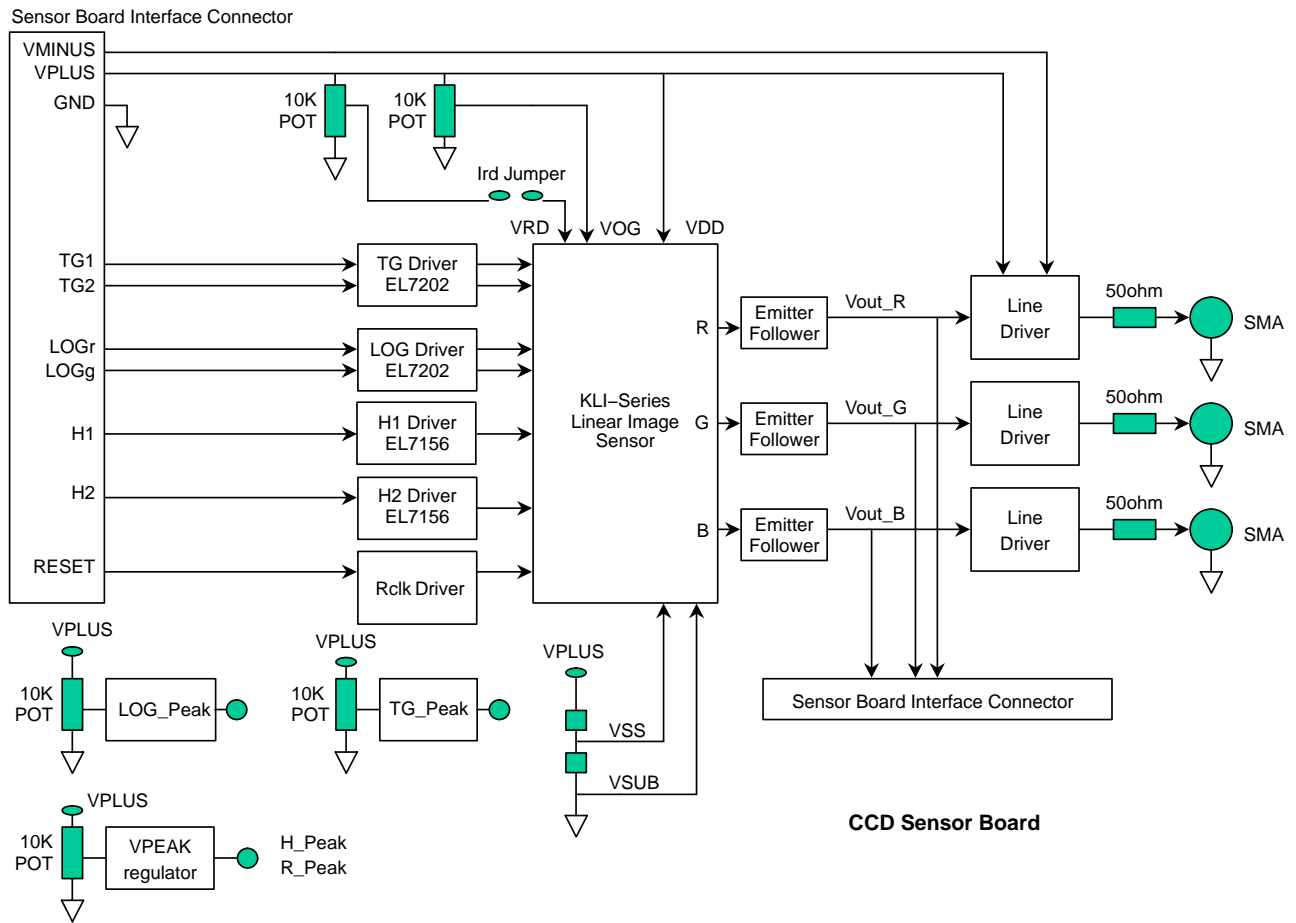 Sensor Board Interface Connector
VMINUS
VPLUS
GND
10K
POT
10K
POT
Ird Jumper
VRD
VOG
VDD
TG1
TG2
TG Driver
EL7202
LOGr
LOGg
LOG Driver
EL7202
H1
H1 Driver
EL7156
H2
H2 Driver
EL7156
RESET
Rclk Driver
KLI–Series
Linear Image
Sensor
R
G
B
Emitter
Follower
Vout_R
Line
Driver
50ohm
SMA
Emitter
Follower
Vout_G
Line
Driver
50ohm
SMA
Emitter
Follower
Vout_B
Line
Driver
50ohm
SMA
VPLUS
10K
POT
LOG_Peak
VPLUS
10K
POT
TG_Peak
VPLUS
VSS
VSUB
Sensor Board Interface Connector
VPLUS
10K
POT
VPEAK
regulator
H_Peak
R_Peak
CCD Sensor Board